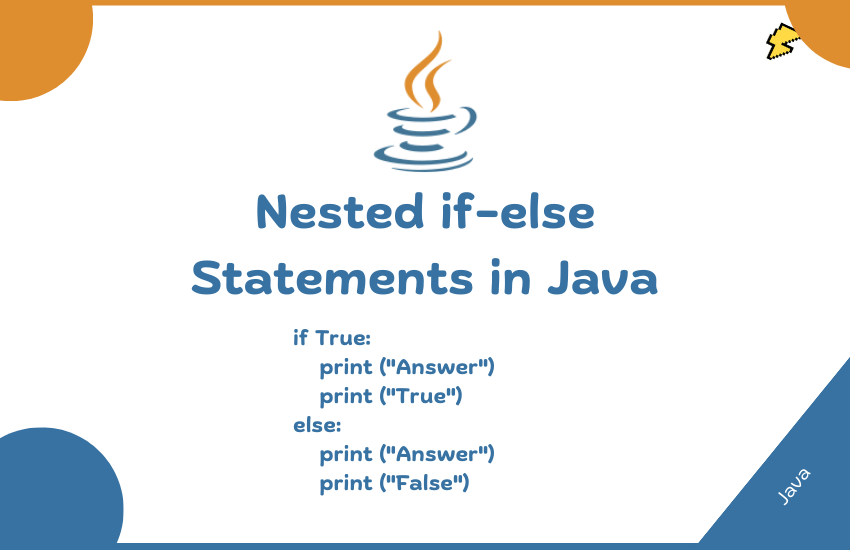 Nested if-else
Statements in Java
if True:
print ("Answer")
print ("True")
else:
print ("Answer")
print ("False")
Java